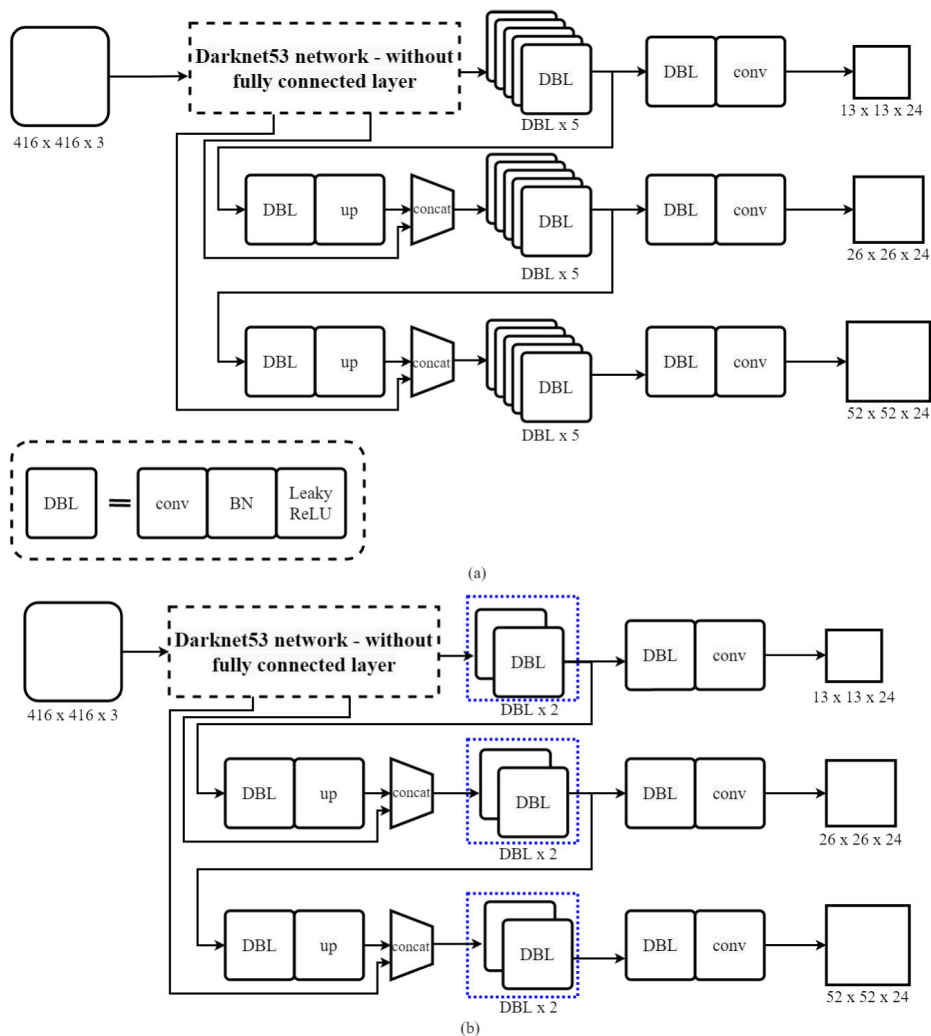 Darknet53 network - without
fully connected layer
DBL
DBL
conv
416 x 416 x 3
DBL x 5
13 x 13 x 24
DBL
up
concat
DBL
DBL
conv
DBL x 5
26 x 26 x 24
DBL
up
concat
DBL
DBL
conv
DBL x 5
52 x 52 x 24
DBL
=
conv
BN
Leaky
ReLU
(a)
Darknet53 network - without
fully connected layer
DBL
DBL
conv
416 x 416 x 3
DBL x 2
13 x 13 x 24
DBL
up
concat
DBL
DBL
conv
DBL x 2
26 x 26 x 24
DBL
up
concat
DBL
DBL
conv
DBL x 2
52 x 52 x 24
(b)